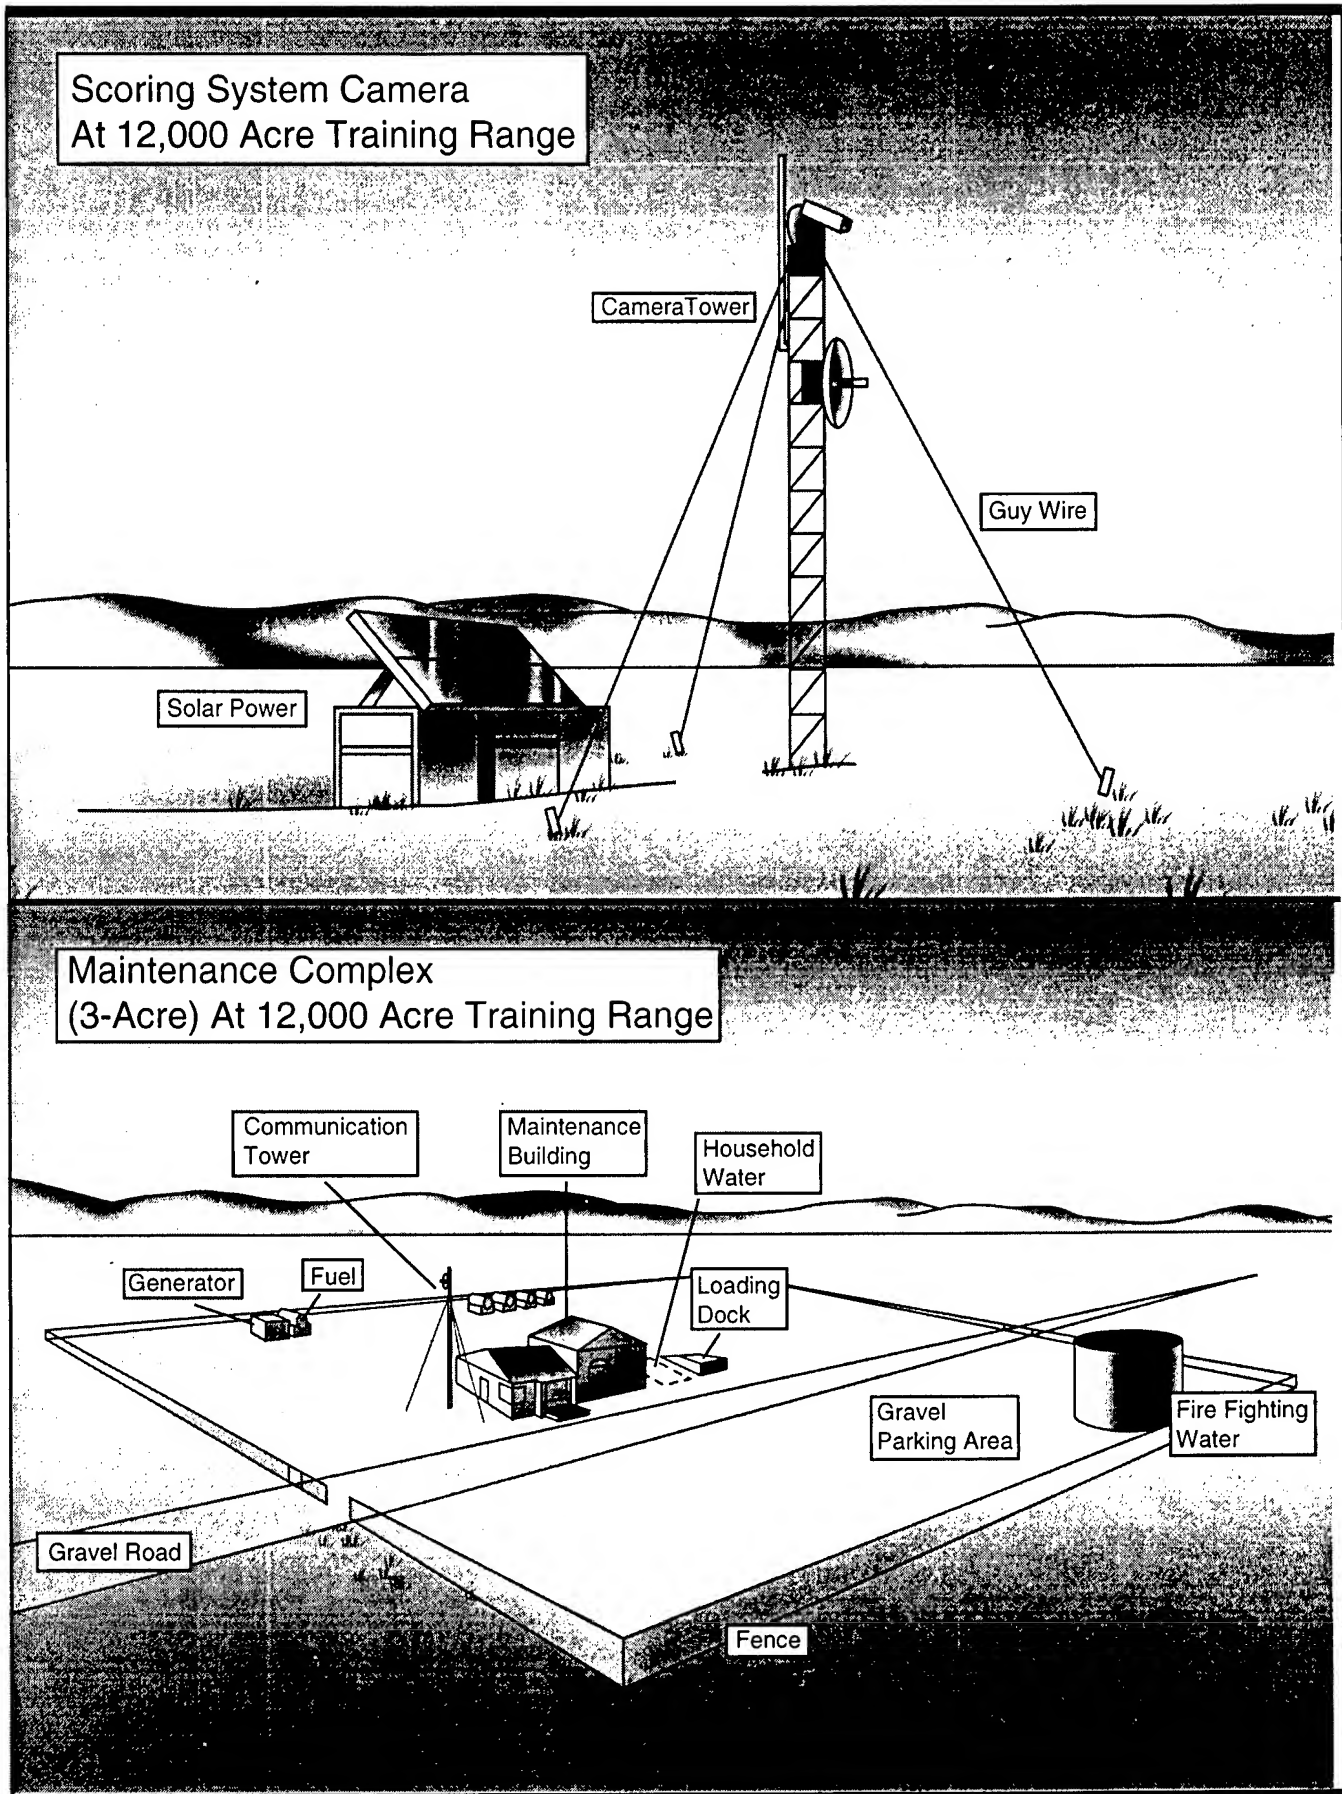 Scoring System Camera
At 12,000 Acre Training Range
CameraTower
Guy Wire
Solar Power
Maintenance Complex
(3-Acre) At 12,000 Acre Training Range
Communication
Tower
Maintenance
Building
Household
Water
Generator
Fuel
Loading
Dock
Gravel
Parking Area
Fire Fighting
Water
Gravel Road
Fence